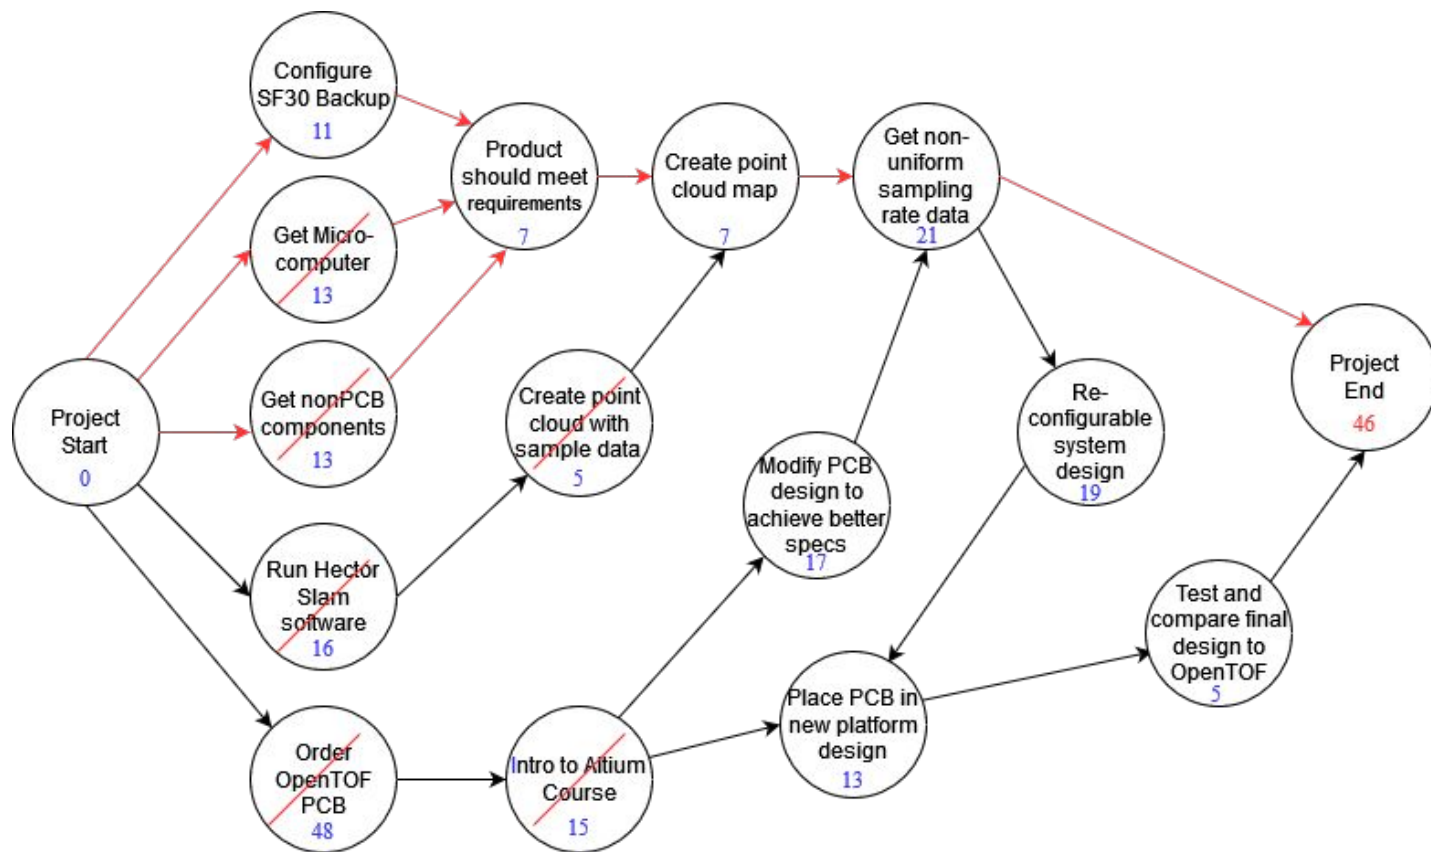 Configure
SF30 Backup
11
Product
should meet
requirements
7
Create point
cloud map
7
Get non-
uniform
sampling
rate data
21
Get Micro-
computer
13
Project
Start
0
Get nonPCB
components
13
Create point
cloud with
sample data
5
Modify PCB
design to
achieve better
specs
17
Re-
configurable
system
design
19
Project
End
46
Run Hector
Slam
software
16
Test and
compare final
design to
OpenTOF
5
Order
OpenTOF
PCB
48
Intro to Altium
Course
15
Place PCB in
new platform
design
13